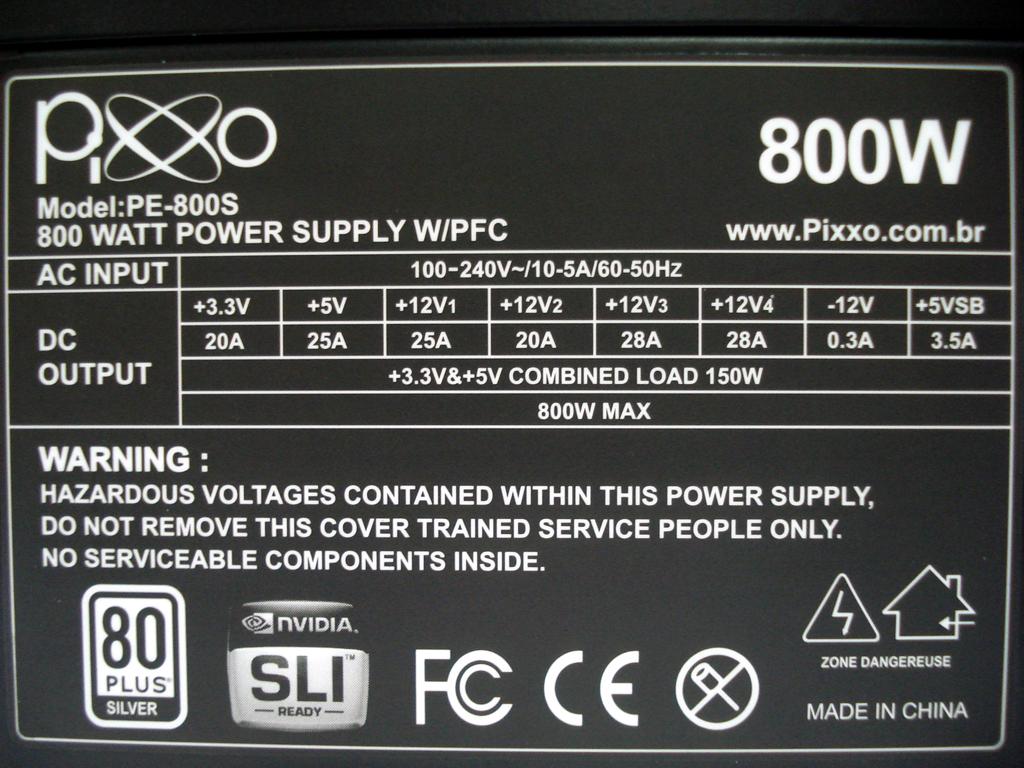 Pixxo
800W
Model:PE-800S
800 WATT POWER SUPPLY W/PFC
www.Pixxo.com.br
AC INPUT 100-240V~/10-5A/60-50Hz
DC OUTPUT
+3.3V +5V +12V1 +12V2 +12V3 +12V4 -12V +5VSB
20A 25A 25A 20A 28A 28A 0.3A 3.5A
+3.3V&+5V COMBINED LOAD 150W
800W MAX
WARNING :
HAZARDOUS VOLTAGES CONTAINED WITHIN THIS POWER SUPPLY,
DO NOT REMOVE THIS COVER TRAINED SERVICE PEOPLE ONLY.
NO SERVICEABLE COMPONENTS INSIDE.
80
PLUS®
SILVER
NVIDIA.
SLI™
READY
FC
CE
ZONE DANGEREUSE
MADE IN CHINA